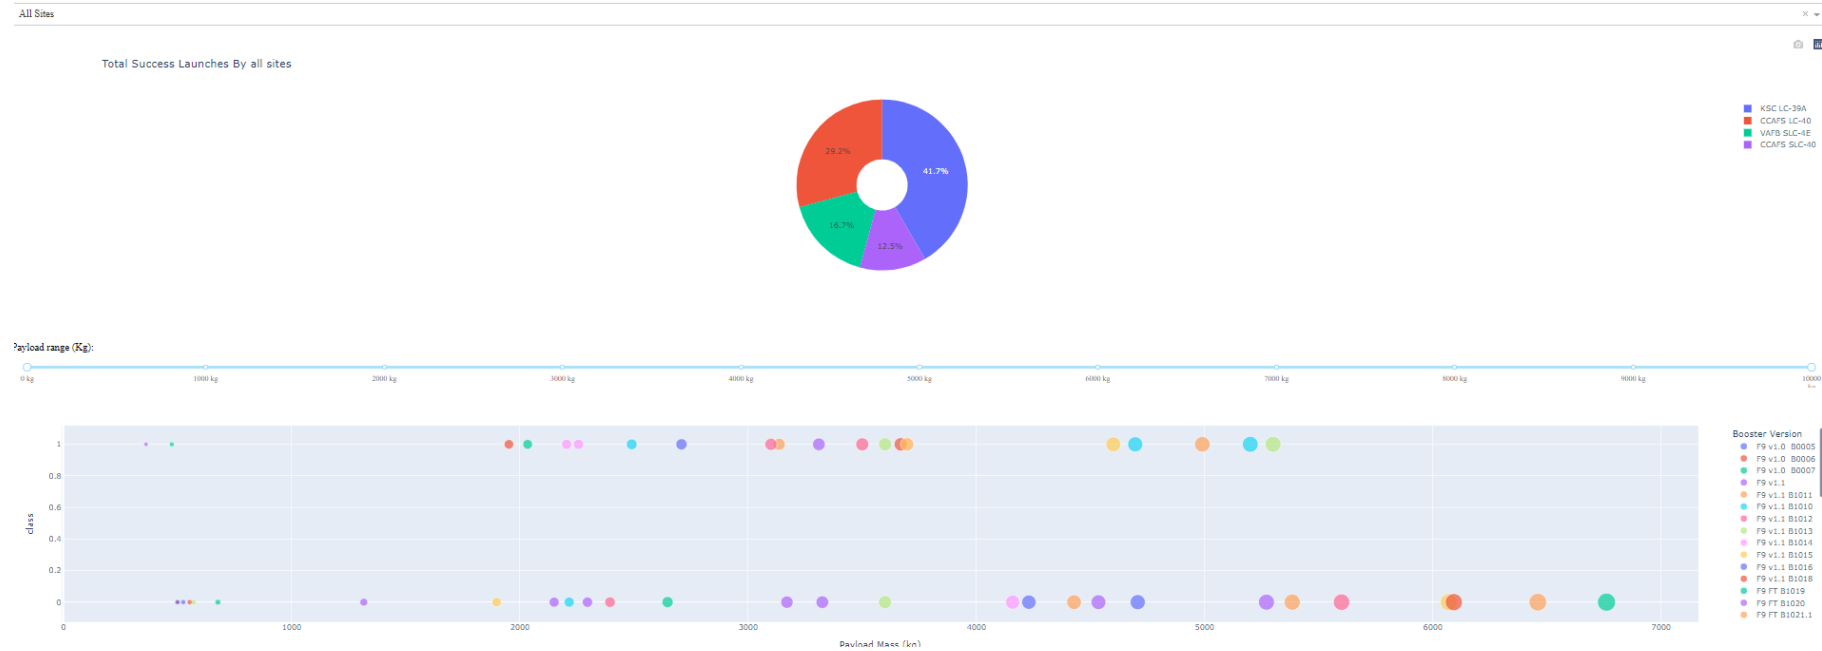 All Sites
Total Success Launches By all sites
KSC LC-39A
CCAFS LC-40
VAFB SLC-4E
CCAFS SLC-40
29.2%
41.7%
16.7%
12.5%
Payload range (Kg):
0 kg 1000 kg 2000 kg 3000 kg 4000 kg 5000 kg 6000 kg 7000 kg 8000 kg 9000 kg 10000
Booster Version
F9 v1.0 B0005
F9 v1.0 B0006
F9 v1.0 B0007
F9 v1.1
F9 v1.1 B1011
F9 v1.1 B1010
F9 v1.1 B1012
F9 v1.1 B1013
F9 v1.1 B1014
F9 v1.1 B1015
F9 v1.1 B1016
F9 v1.1 B1018
F9 FT B1019
F9 FT B1020
F9 FT B1021.1
class
1
0.8
0.6
0.4
0.2
0
0 1000 2000 3000 4000 5000 6000 7000
Payload Mass (kg)